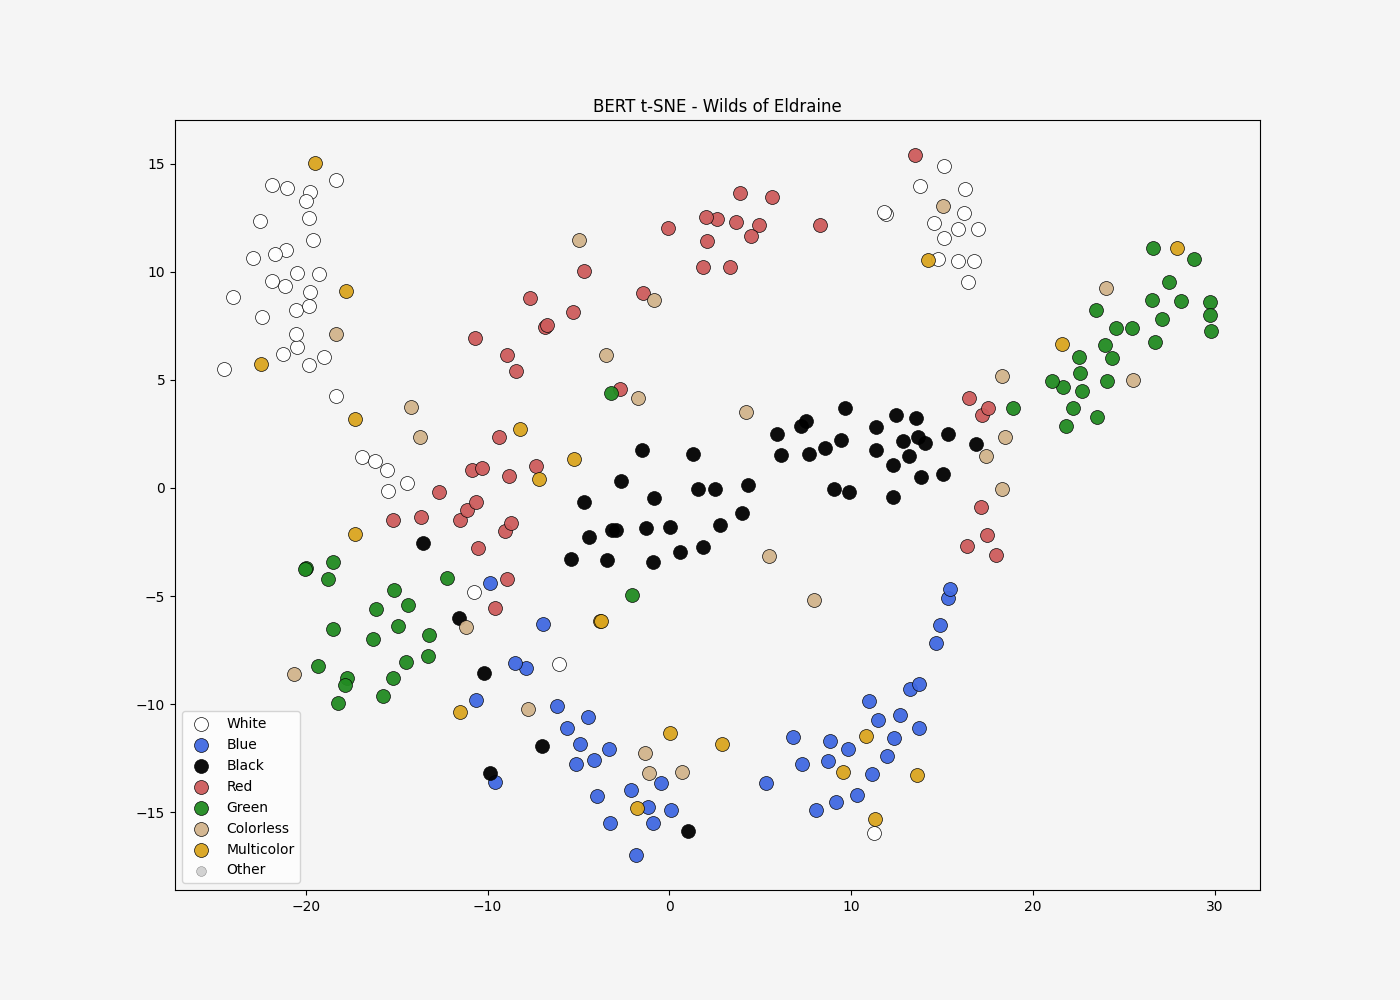 BERT t-SNE - Wilds of Eldraine
15
10
5
0
−5
−10
−15
White
Blue
Black
Red
Green
Colorless
Multicolor
Other
−20
−10
0
10
20
30